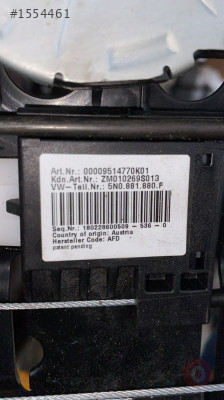 #1554461
Art.Nr.: 00009514770K01
Kdn.Art.Nr.: ZM010269S013
VW-Teil.Nr.: 5N0.881.880.F
Seq.Nr.: 180228600509 - 536 - 0
Country of origin: Austria
Hersteller Code: AFD
patent pending